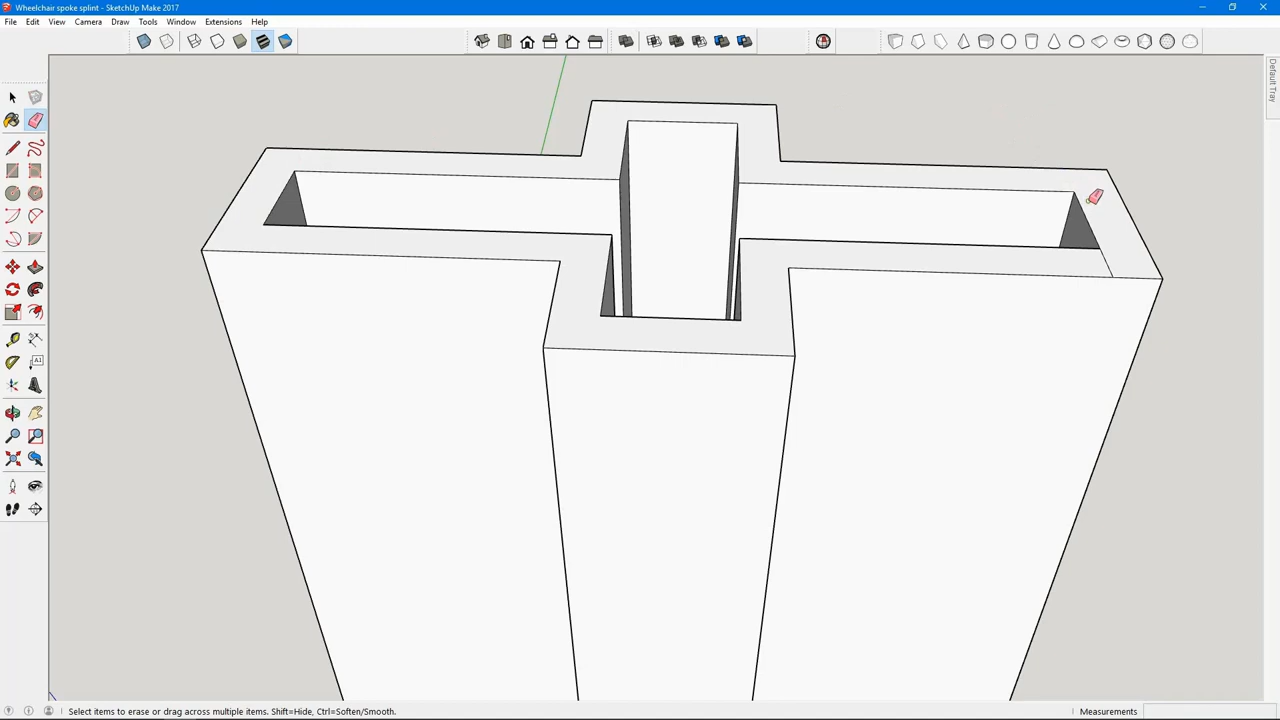 Wheelchair spoke splint - SketchUp Make 2017
File Edit View Camera Draw Tools Window Extensions Help
Default Tray
A1
Select items to erase or drag across multiple items. Shift=Hide, Ctrl=Soften/Smooth.
Measurements